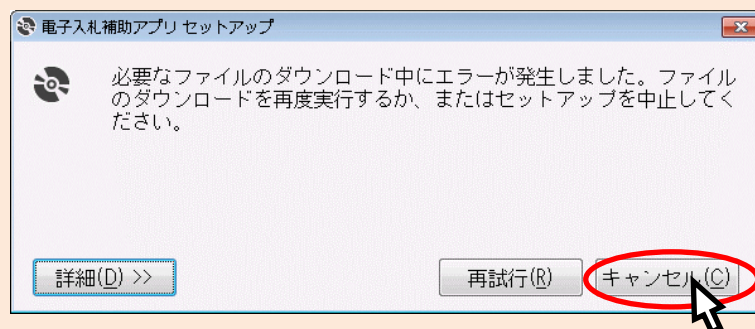 電子入札補助アプリ セットアップ
必要なファイルのダウンロード中にエラーが発生しました。ファイル
のダウンロードを再度実行するか、またはセットアップを中止してく
ださい。
詳細(D) >>
再試行(R)
キャンセル(C)